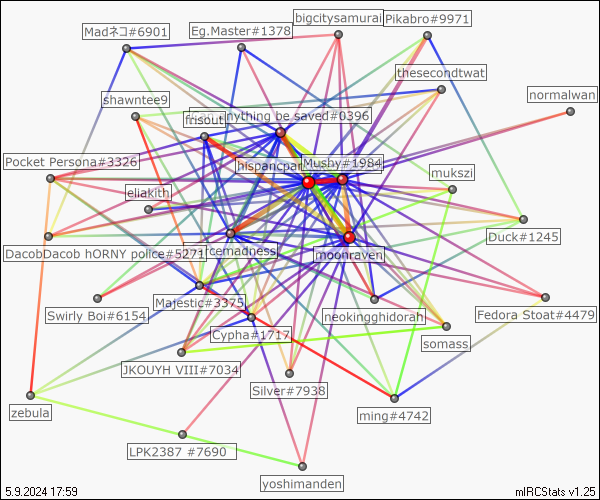 bigcitysamurai
Pikabro#9971
Madネコ#6901
Eg.Master#1378
thesecondtwat
normalwan
shawntee9
frisout
nything be saved#0396
Pocket Persona#3326
hispancpar
Mushy#1984
mukszi
eliakith
Duck#1245
DacobDacob hORNY police#5271
rcemadness
moonraven
Majestic#3375
neokingghidorah
Swirly Boi#6154
Fedora Stoat#4479
Cypha#1717
somass
JKOUYH VIII#7034
Silver#7938
zebula
ming#4742
LPK2387 #7690
yoshimanden
5.9.2024 17:59
mIRCStats v1.25